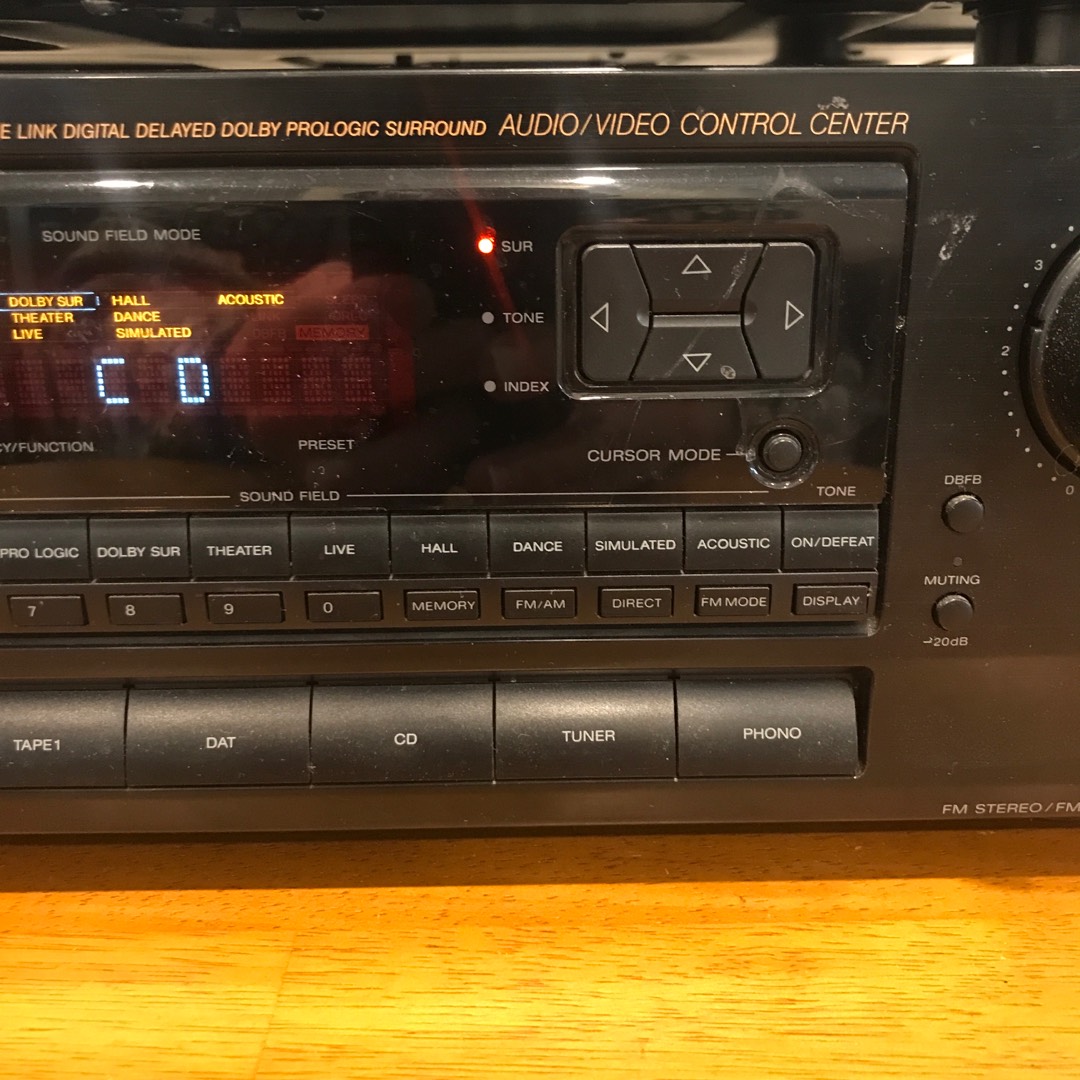 E LINK DIGITAL DELAYED DOLBY PROLOGIC SURROUND AUDIO/VIDEO CONTROL CENTER
SOUND FIELD MODE
SUR
DOLBY SUR HALL ACOUSTIC
THEATER DANCE
LIVE SIMULATED
MEMORY
TONE
C D
INDEX
CY/FUNCTION PRESET
CURSOR MODE
SOUND FIELD
TONE
PRO LOGIC DOLBY SUR THEATER LIVE HALL DANCE SIMULATED ACOUSTIC ON/DEFEAT
7 8 9 0 MEMORY FM/AM DIRECT FM MODE DISPLAY
3
2
1
0
DBFB
MUTING
-20dB
TAPE1 DAT CD TUNER PHONO
FM STEREO/FM